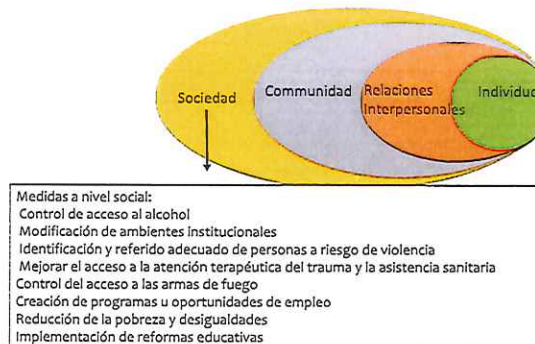 Sociedad
Communidad
Relaciones
Interpersonales
Individuo
Medidas a nivel social:
Control de acceso al alcohol
Modificación de ambientes institucionales
Identificación y referido adecuado de personas a riesgo de violencia
Mejorar el acceso a la atención terapéutica del trauma y la asistencia sanitaria
Control del acceso a las armas de fuego
Creación de programas u oportunidades de empleo
Reducción de la pobreza y desigualdades
Implementación de reformas educativas